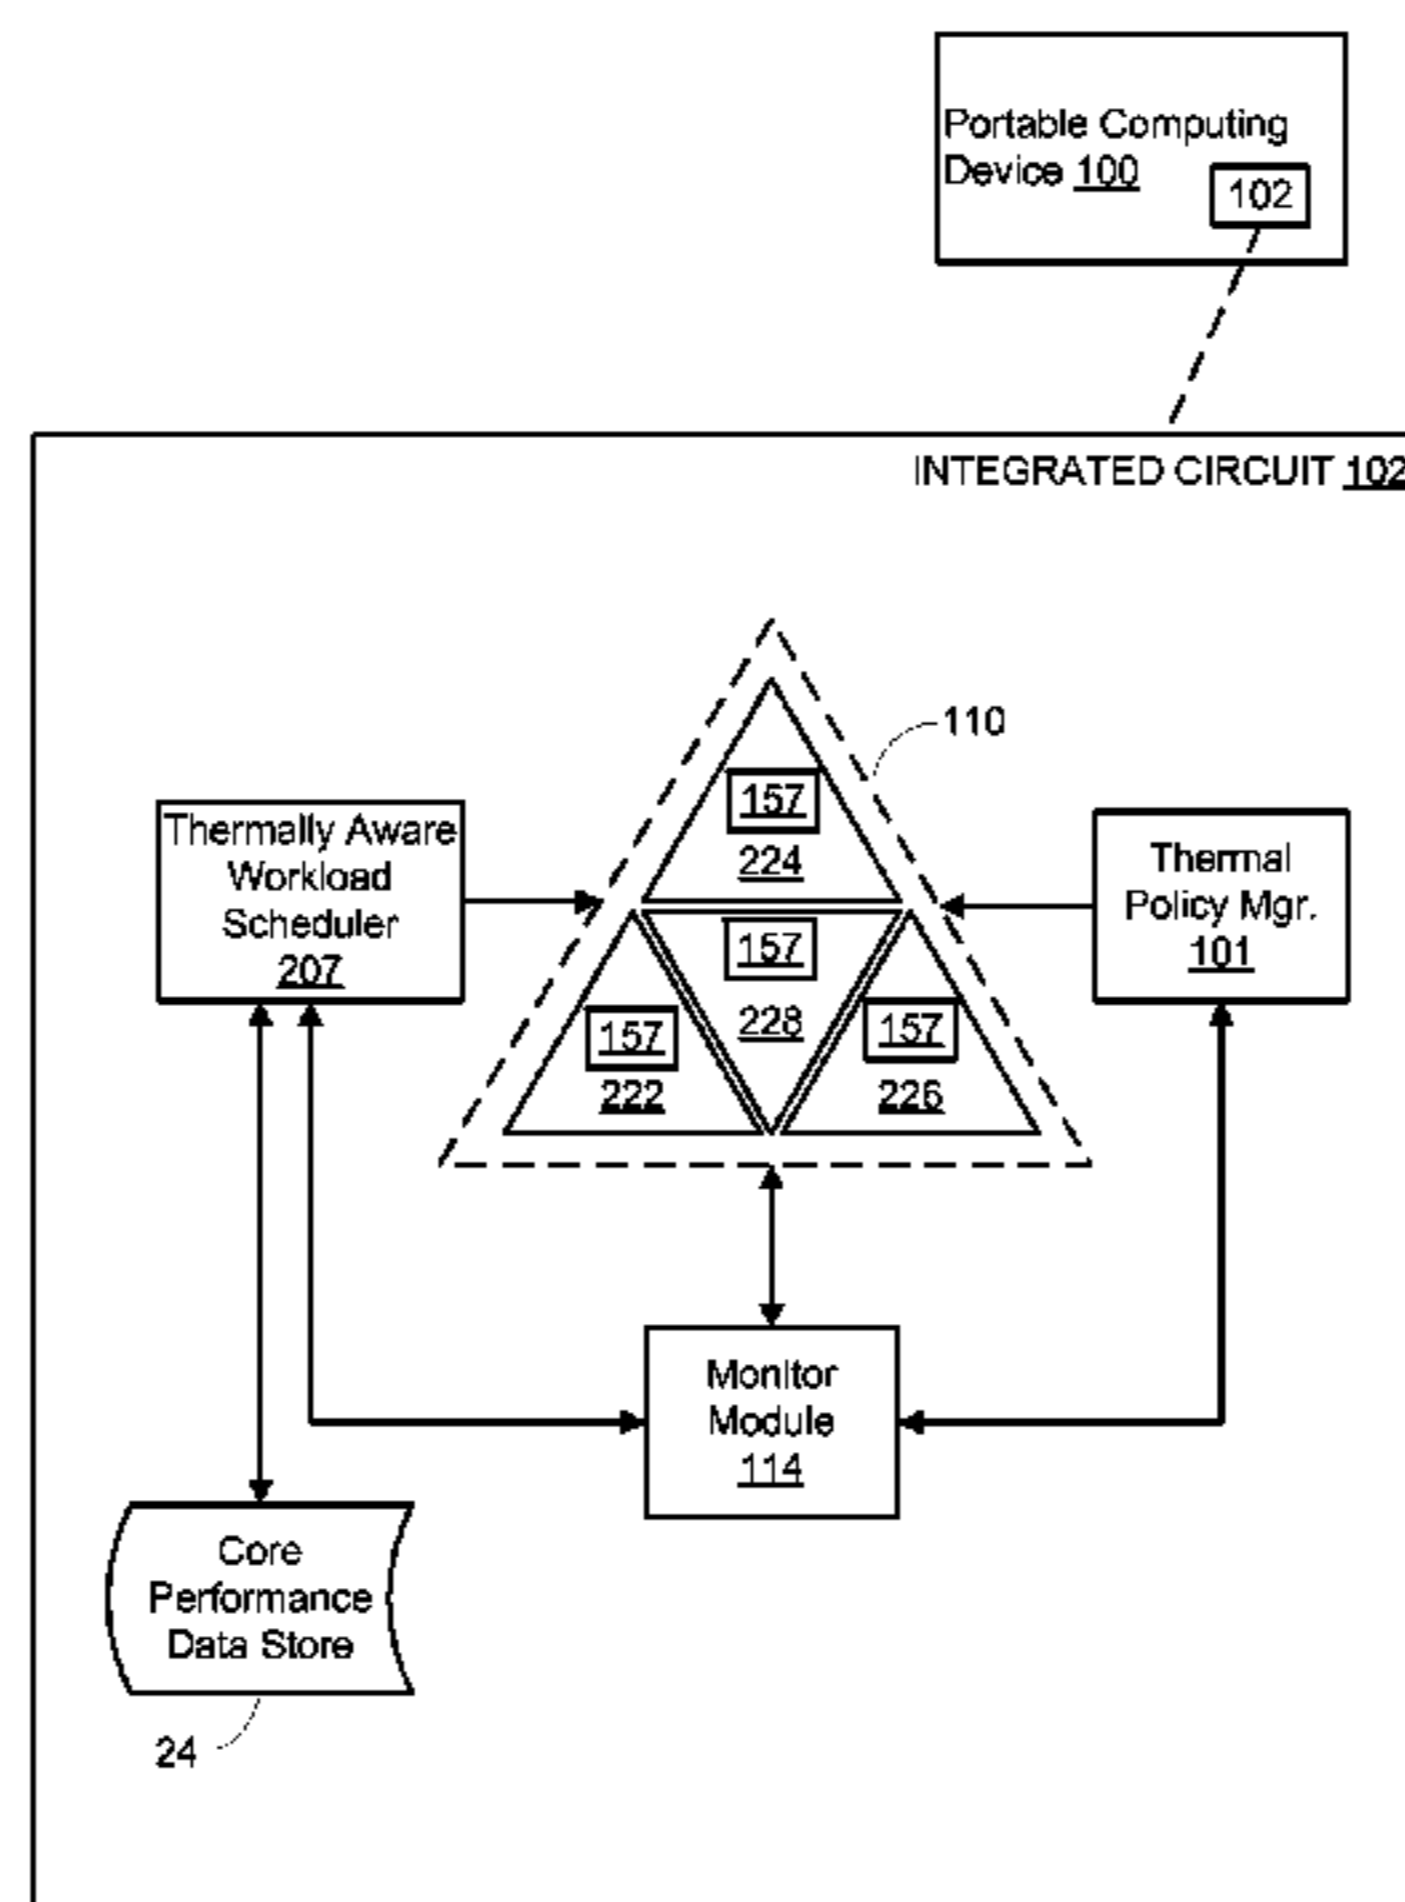 Portable Computing
Device 100
102
INTEGRATED CIRCUIT 102
110
157
224
Thermally Aware
Workload
Scheduler
207
Thermal
Policy Mgr.
101
157
228
157
222
157
226
Monitor
Module
114
Core
Performance
Data Store
24